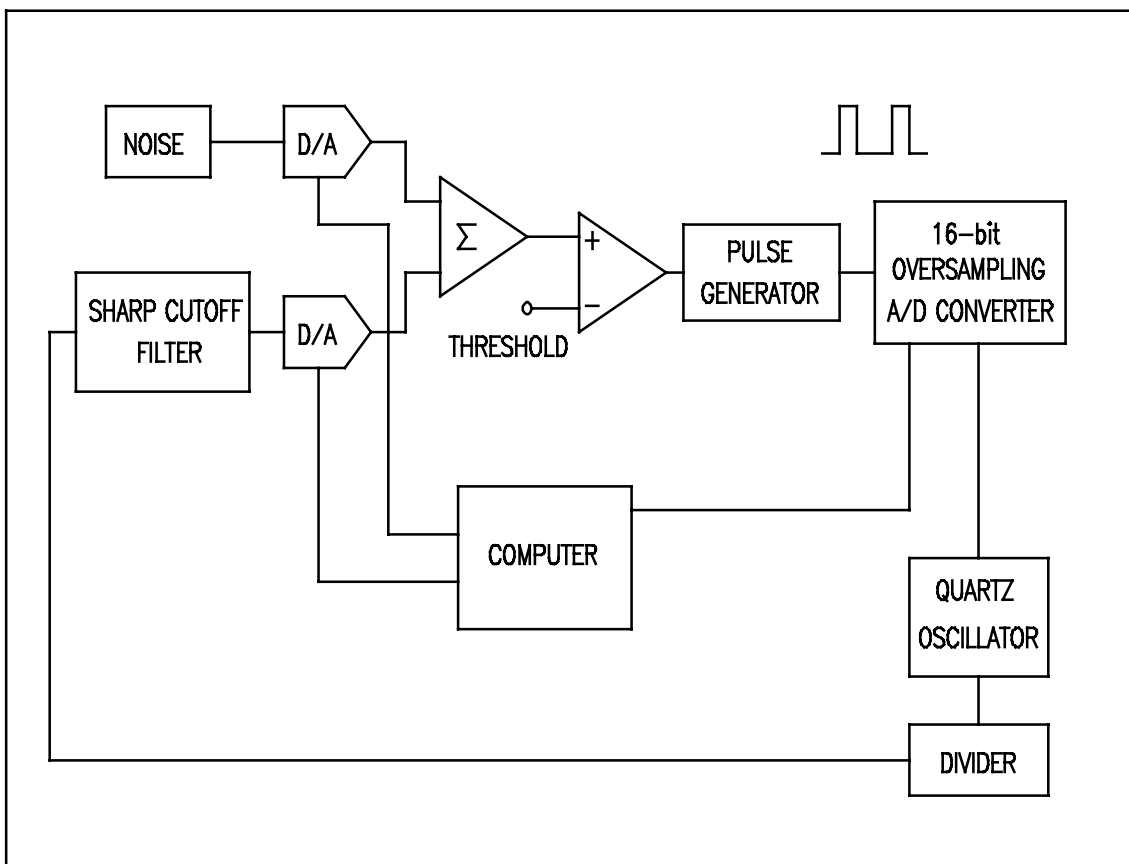 NOISE
D/A
Σ
+
−
THRESHOLD
PULSE
GENERATOR
16-bit
OVERSAMPLING
A/D CONVERTER
SHARP CUTOFF
FILTER
D/A
COMPUTER
QUARTZ
OSCILLATOR
DIVIDER